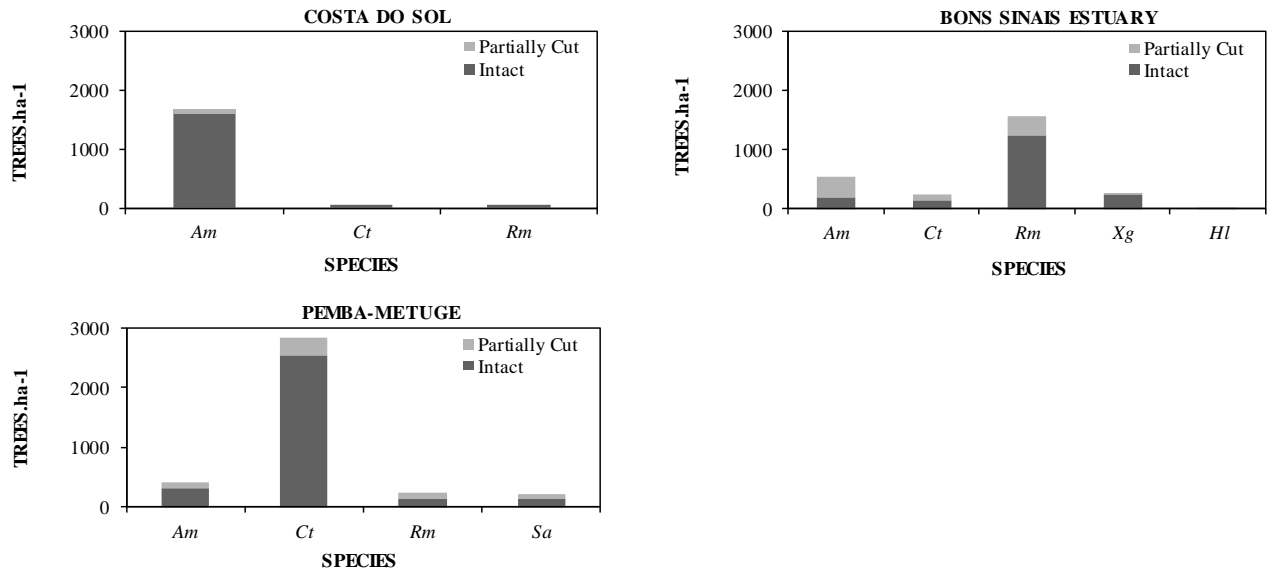 COSTA DO SOL
3000
2000
1000
0
TREES.ha-1
Partially Cut
Intact
Am Ct Rm
SPECIES
BONS SINAIS ESTUARY
3000
2000
1000
0
TREES.ha-1
Partially Cut
Intact
Am Ct Rm Xg Hl
SPECIES
PEMBA-METUGE
3000
2000
1000
0
TREES.ha-1
Partially Cut
Intact
Am Ct Rm Sa
SPECIES